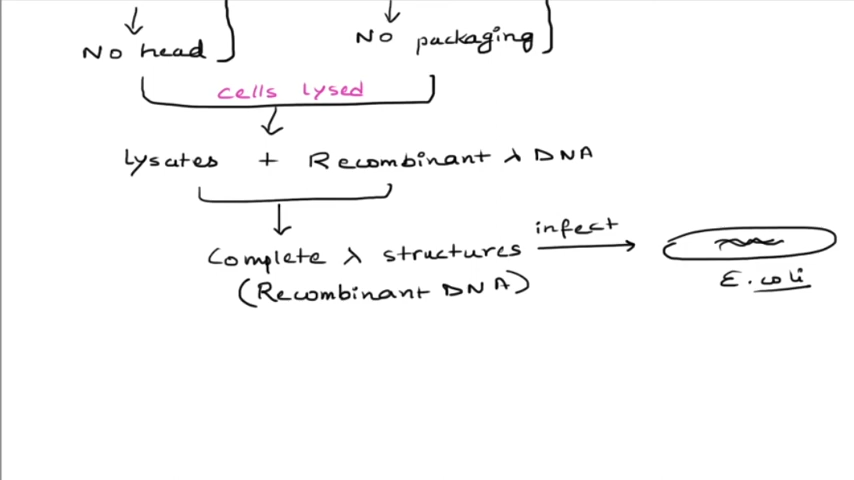 No head
No packaging
cells lysed
Lysates + Recombinant λ DNA
Complete λ structures
infect
(Recombinant DNA)
E.coli